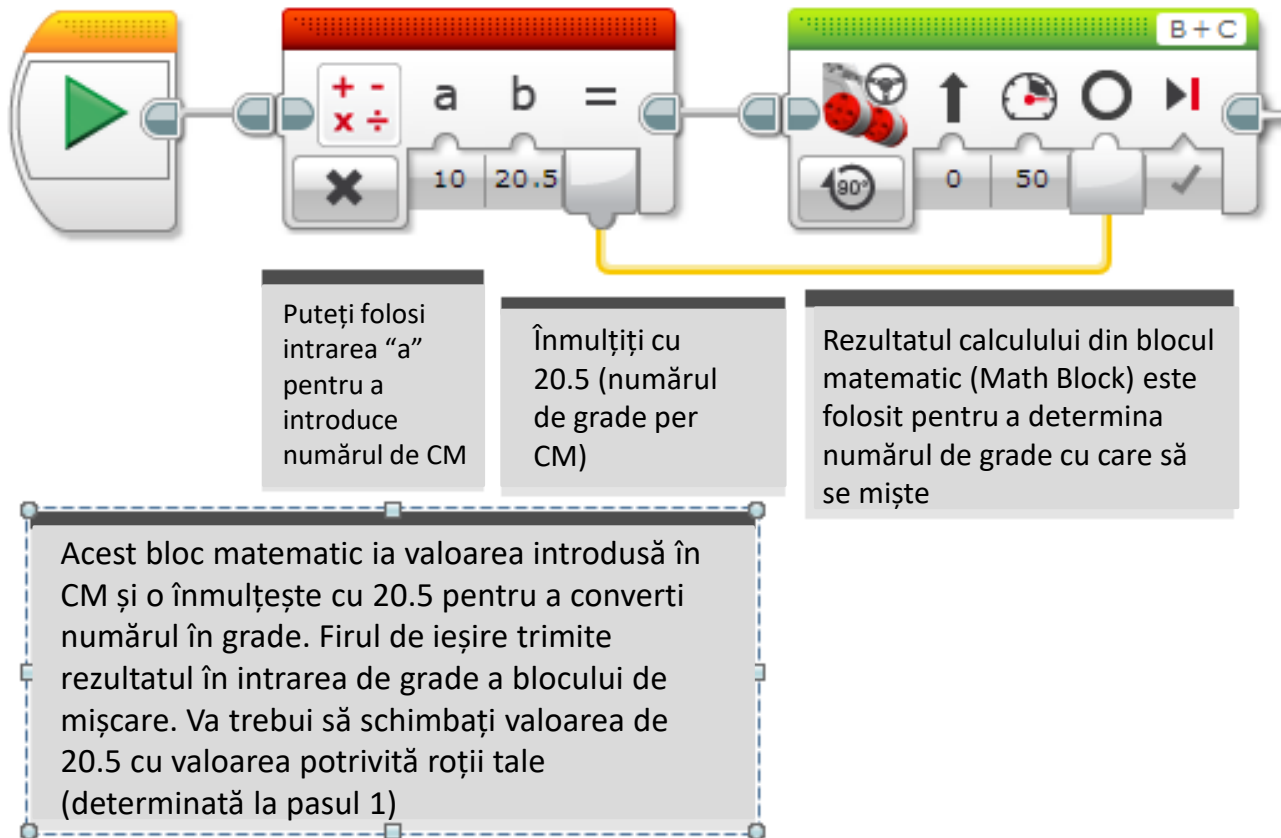 B + C
a b =
10 20.5
90°
0 50
Puteți folosi
intrarea “a”
pentru a
introduce
numărul de CM
Înmulțiți cu
20.5 (numărul
de grade per
CM)
Rezultatul calculului din blocul
matematic (Math Block) este
folosit pentru a determina
numărul de grade cu care să
se miște
Acest bloc matematic ia valoarea introdusă în
CM și o înmulțește cu 20.5 pentru a converti
numărul în grade. Firul de ieșire trimite
rezultatul în intrarea de grade a blocului de
mișcare. Va trebui să schimbați valoarea de
20.5 cu valoarea potrivită roții tale
(determinată la pasul 1)